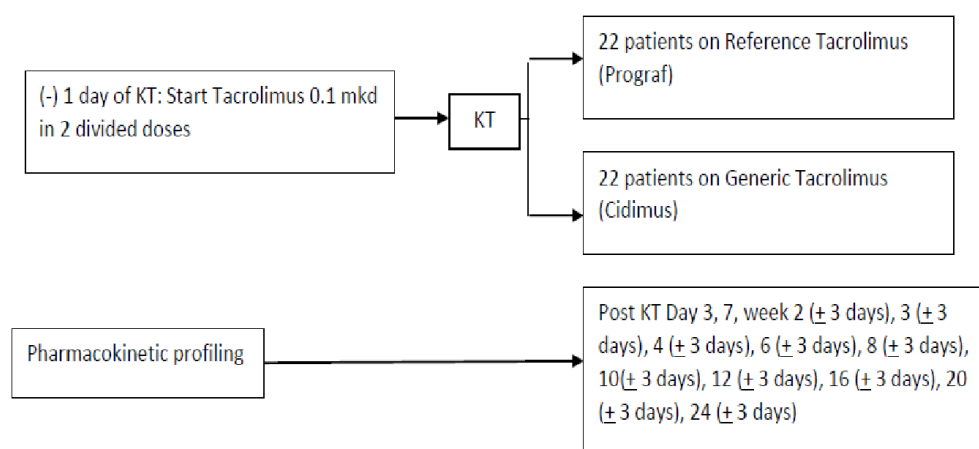 22 patients on Reference Tacrolimus
(Prograf)
(-) 1 day of KT: Start Tacrolimus 0.1 mkd
in 2 divided doses
KT
22 patients on Generic Tacrolimus
(Cidimus)
Pharmacokinetic profiling
Post KT Day 3, 7, week 2 (± 3 days), 3 (± 3
days), 4 (± 3 days), 6 (± 3 days), 8 (± 3 days),
10(± 3 days), 12 (± 3 days), 16 (± 3 days), 20
(± 3 days), 24 (± 3 days)